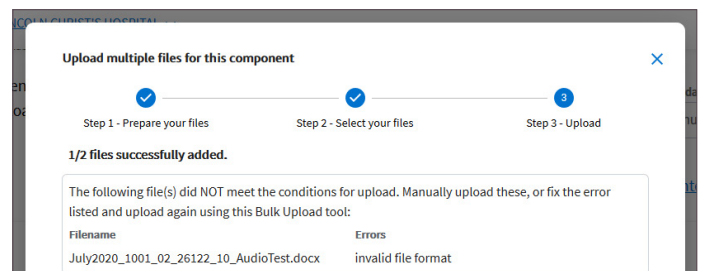 Upload multiple files for this component
3
Step 1 - Prepare your files Step 2 - Select your files Step 3 - Upload
1/2 files successfully added.
The following file(s) did NOT meet the conditions for upload. Manually upload these, or fix the error
listed and upload again using this Bulk Upload tool:
Filename Errors
July2020_1001_02_26122_10_AudioTest.docx invalid file format